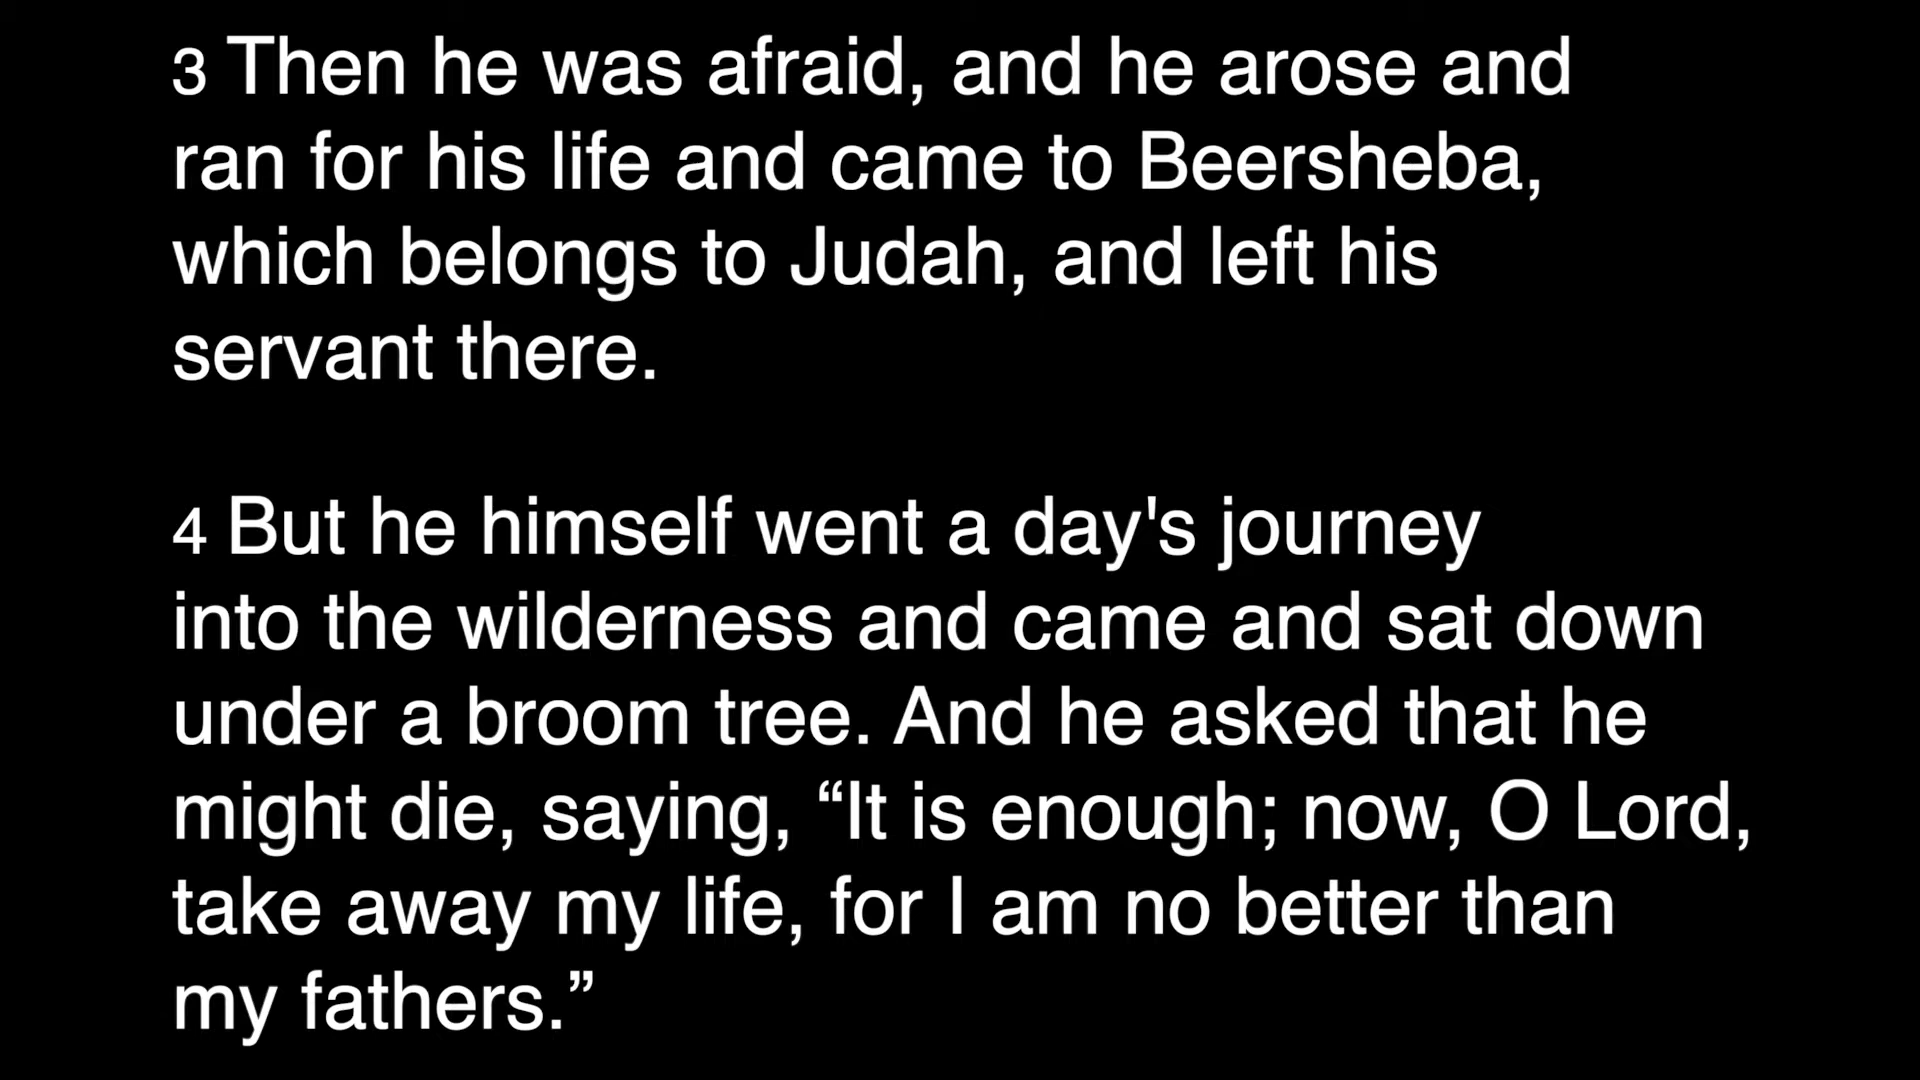 3 Then he was afraid, and he arose and
ran for his life and came to Beersheba,
which belongs to Judah, and left his
servant there.
4 But he himself went a day's journey
into the wilderness and came and sat down
under a broom tree. And he asked that he
might die, saying, “It is enough; now, O Lord,
take away my life, for I am no better than
my fathers.”